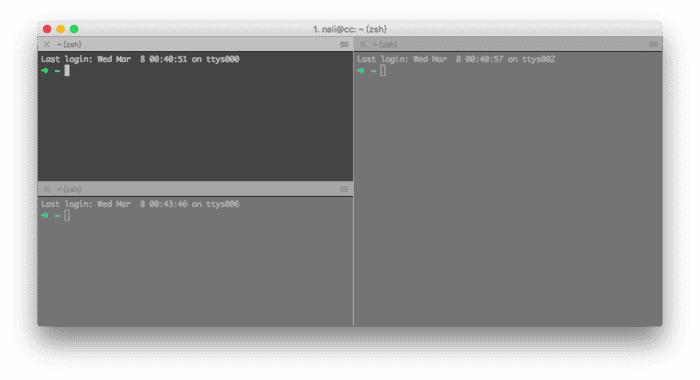 1. nali@cc: ~ (zsh)
~ (zsh)
Last login: Wed Mar  8 00:40:51 on ttys000
➜ ~
~ (zsh)
Last login: Wed Mar  8 00:43:46 on ttys006
➜ ~
~ (zsh)
Last login: Wed Mar  8 00:40:57 on ttys002
➜ ~